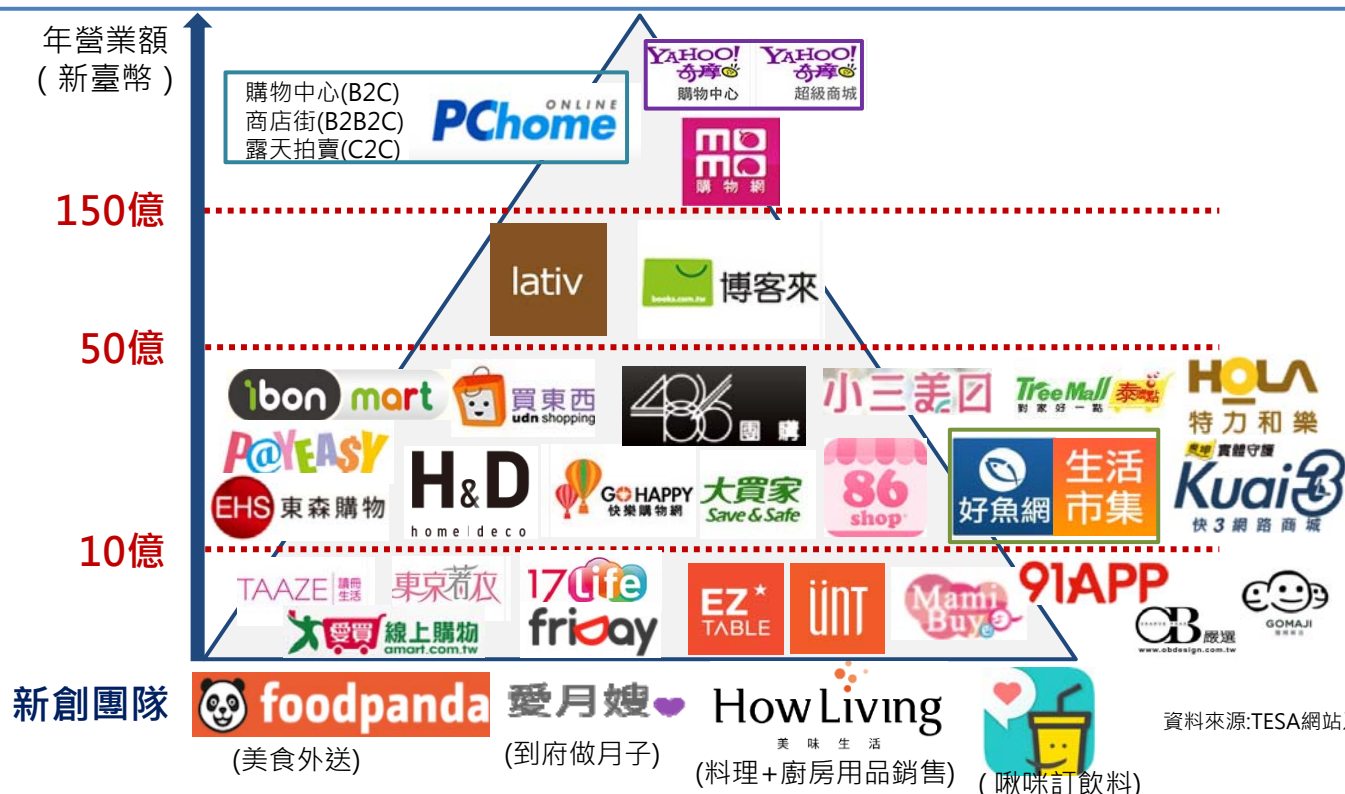 年營業額
(新臺幣)
購物中心(B2C)
商店街(B2B2C)
露天拍賣(C2C)
PChome
ONLINE
YAHOO!
奇摩
購物中心
YAHOO!
奇摩
超級商城
momo
購物網
150億
lativ
books.com.tw
博客來
50億
ibon mart
買東西
udn shopping
486
團購
小三美日
Tree Mall
對家好一點
HOLA
特力和樂
P@YEASY
EHS 東森購物
H&D
home deco
GOHAPPY
快樂購物網
大買家
Save & Safe
86
shop
好魚網
生活
市集
實體守護
Kuai3
快3網路商城
10億
TAAZE 讀冊
生活
東京著衣
17Life
愛買 線上購物
amart.com.tw
friDay
EZ
TABLE
ÜNT
Mami
Buy
91APP
OB 嚴選
www.obdesign.com.tw
GOMAJI
新創團隊
foodpanda
(美食外送)
愛月嫂
(到府做月子)
HowLiving
美味生活
(料理+廚房用品銷售)
(啾咪訂飲料)
資料來源:TESA網站